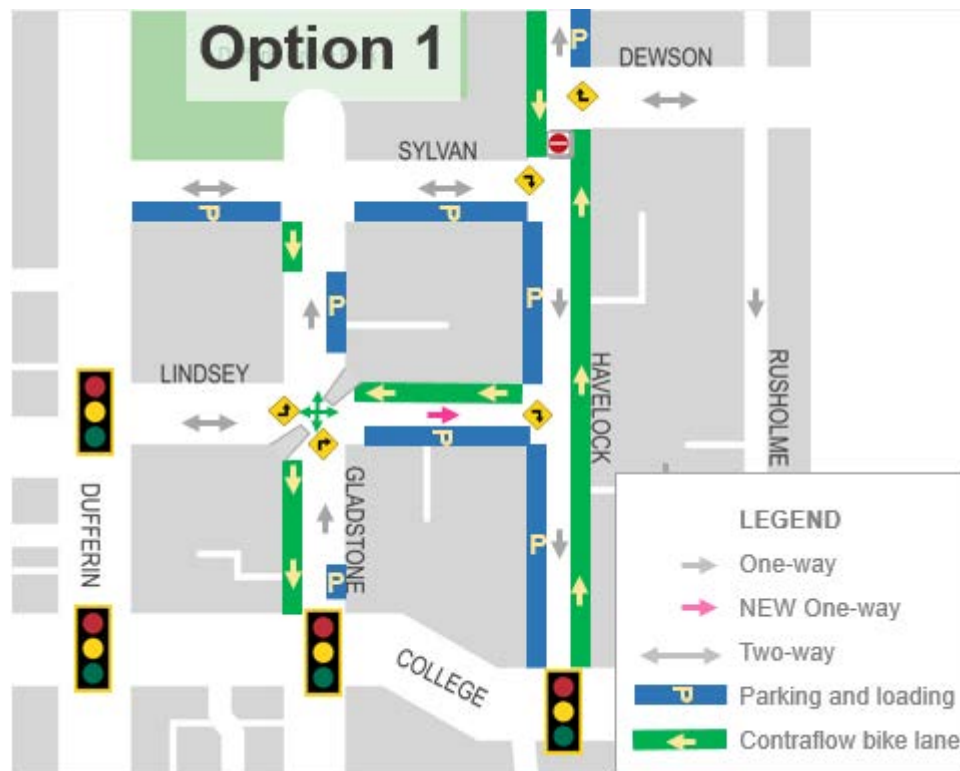 Option 1
P
DEWSON
SYLVAN
P
P
P
P
LINDSEY
P
HAVELOCK
RUSHOLME
DUFFERIN
GLADSTONE
P
P
COLLEGE
LEGEND
One-way
NEW One-way
Two-way
P Parking and loading
Contraflow bike lane